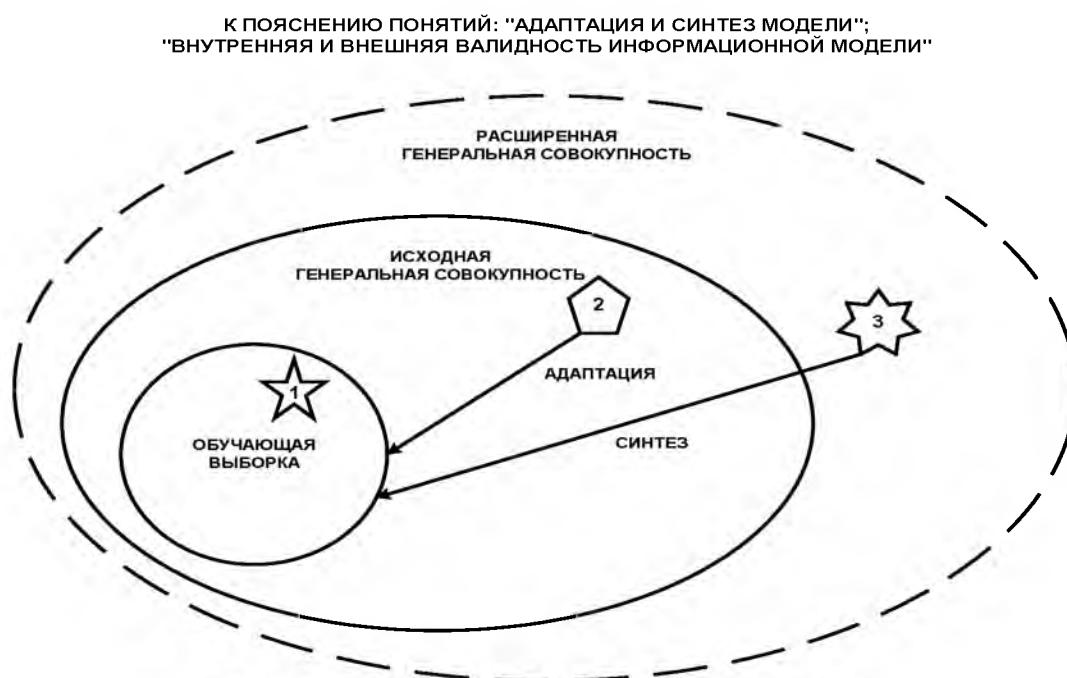 К ПОЯСНЕНИЮ ПОНЯТИЙ: "АДАПТАЦИЯ И СИНТЕЗ МОДЕЛИ";
"ВНУТРЕННЯЯ И ВНЕШНЯЯ ВАЛИДНОСТЬ ИНФОРМАЦИОННОЙ МОДЕЛИ"
РАСШИРЕННАЯ
ГЕНЕРАЛЬНАЯ СОВОКУПНОСТЬ
ИСХОДНАЯ
ГЕНЕРАЛЬНАЯ СОВОКУПНОСТЬ
2
3
АДАПТАЦИЯ
1
ОБУЧАЮЩАЯ
ВЫБОРКА
СИНТЕЗ